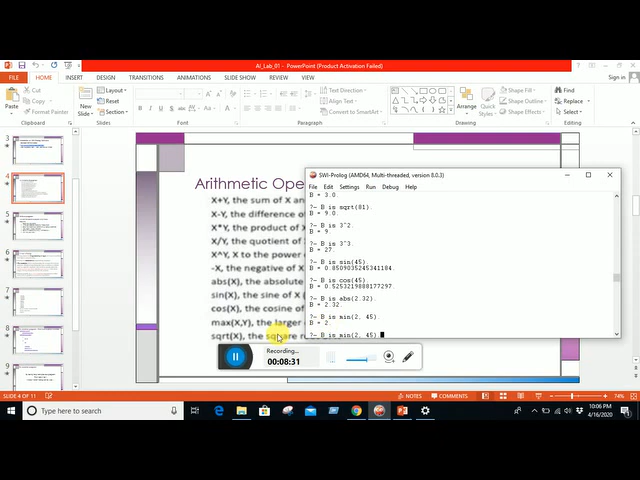 AI_Lab_01 - PowerPoint (Product Activation Failed)
FILE
HOME
INSERT
DESIGN
TRANSITIONS
ANIMATIONS
SLIDE SHOW
REVIEW
VIEW
Sign in
Paste
Cut
Copy
Format Painter
Clipboard
New
Slide
Layout
Reset
Section
Slides
Font
Text Direction
Align Text
Convert to SmartArt
Paragraph
Arrange
Quick
Styles
Shape Fill
Shape Outline
Shape Effects
Drawing
Find
Replace
Select
Editing
3
4
5
6
7
8
9
Arithmetic Ope
X+Y, the sum of X an
X-Y, the difference of
X*Y, the product of X
X/Y, the quotient of X
X^Y, X to the power o
-X, the negative of X
abs(X), the absolute
sin(X), the sine of X (
cos(X), the cosine of
max(X,Y), the larger o
sqrt(X), the square r
SWI-Prolog (AMD64, Multi-threaded, version 8.0.3)
File Edit Settings Run Debug Help
B = 3.0.
?- B is sqrt(81).
B = 9.0.
?- B is 3^2.
B = 9.
?- B is 3^3.
B = 27.
?- B is sin(45).
B = 0.8509035245341184.
?- B is cos(45).
B = 0.5253219888177297.
?- B is abs(2.32).
B = 2.32.
?- B is min(2, 45).
B = 2.
?- B is min(2, 45).
Recording...
00:08:31
SLIDE 4 OF 11
NOTES
COMMENTS
74%
Type here to search
10:06 PM
4/16/2020